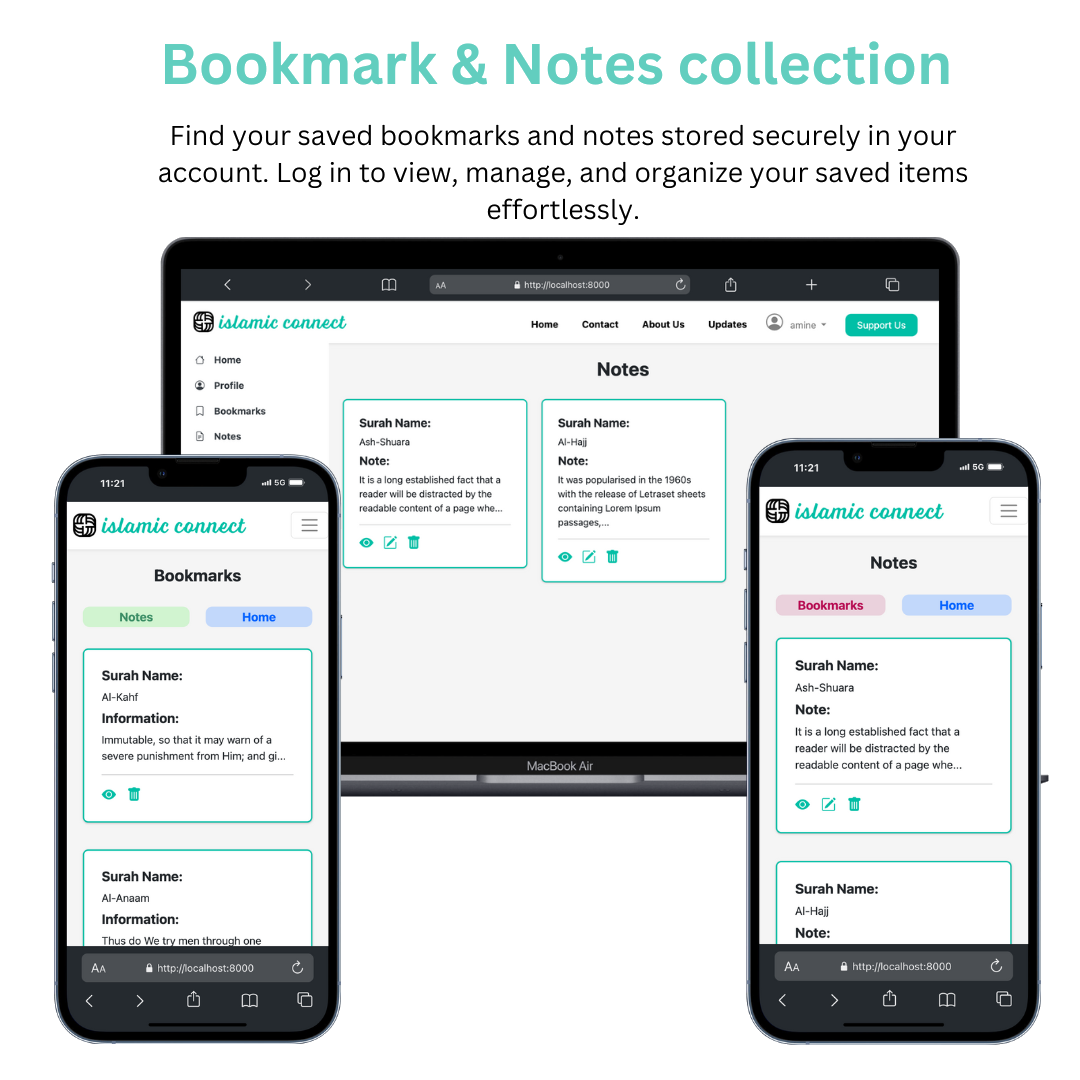 Bookmark & Notes collection
Find your saved bookmarks and notes stored securely in your
account. Log in to view, manage, and organize your saved items
effortlessly.
AA http://localhost:8000
islamic connect
Home Contact About Us Updates amine Support Us
Home
Profile
Bookmarks
Notes
Notes
Surah Name:
Ash-Shuara
Note:
It is a long established fact that a
reader will be distracted by the
readable content of a page whe...
Surah Name:
Al-Hajj
Note:
It was popularised in the 1960s
with the release of Letraset sheets
containing Lorem Ipsum
passages,...
MacBook Air
11:21 5G
islamic connect
Bookmarks
Notes Home
Surah Name:
Al-Kahf
Information:
Immutable, so that it may warn of a
severe punishment from Him; and gi...
Surah Name:
Al-Anaam
Information:
Thus do We try men through one
AA http://localhost:8000
11:21 5G
islamic connect
Notes
Bookmarks Home
Surah Name:
Ash-Shuara
Note:
It is a long established fact that a
reader will be distracted by the
readable content of a page whe...
Surah Name:
Al-Hajj
Note:
AA http://localhost:8000